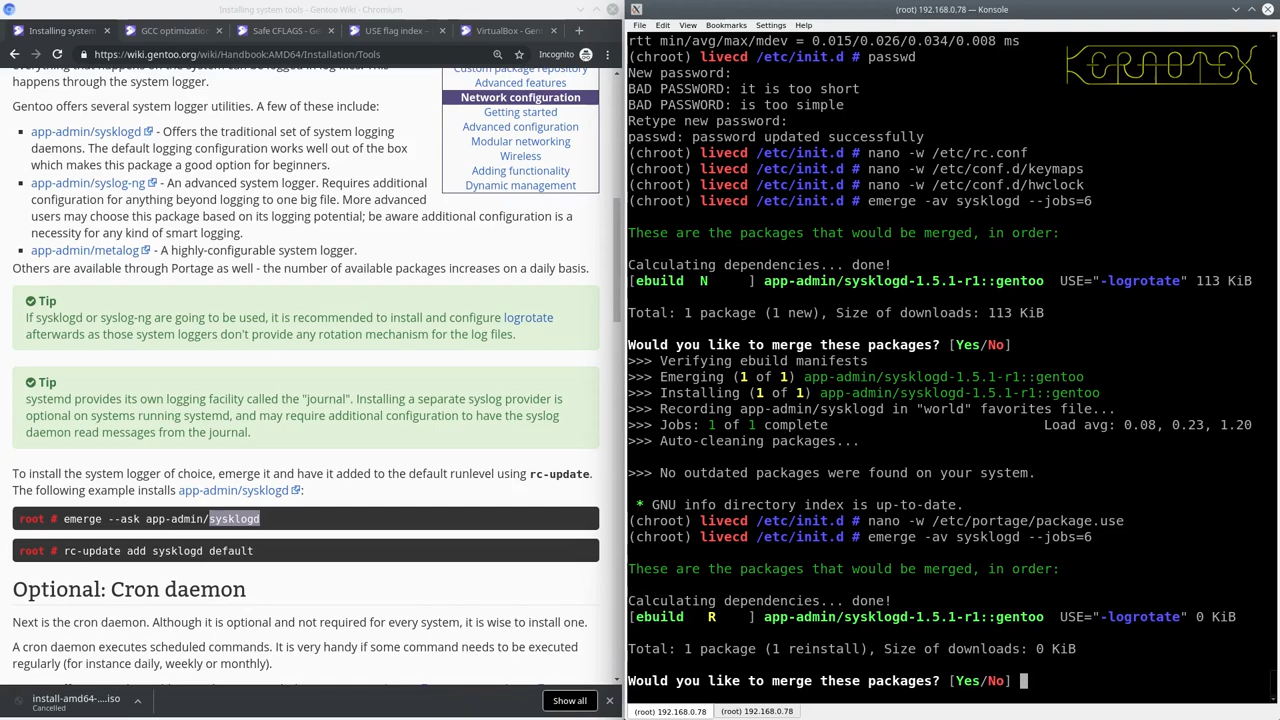 Installing system tools - Gentoo Wiki - Chromium
Installing system
GCC optimization
Safe CFLAGS - Ge
USE flag index –
VirtualBox - Gent
https://wiki.gentoo.org/wiki/Handbook:AMD64/Installation/Tools
Incognito
happens through the system logger.
Gentoo offers several system logger utilities. A few of these include:
app-admin/sysklogd - Offers the traditional set of system logging
daemons. The default logging configuration works well out of the box
which makes this package a good option for beginners.
app-admin/syslog-ng - An advanced system logger. Requires additional
configuration for anything beyond logging to one big file. More advanced
users may choose this package based on its logging potential; be aware additional configuration is a
necessity for any kind of smart logging.
app-admin/metalog - A highly-configurable system logger.
Others are available through Portage as well - the number of available packages increases on a daily basis.
Custom package repository
Advanced features
Network configuration
Getting started
Advanced configuration
Modular networking
Wireless
Adding functionality
Dynamic management
Tip
If sysklogd or syslog-ng are going to be used, it is recommended to install and configure logrotate
afterwards as those system loggers don't provide any rotation mechanism for the log files.
Tip
systemd provides its own logging facility called the "journal". Installing a separate syslog provider is
optional on systems running systemd, and may require additional configuration to have the syslog
daemon read messages from the journal.
To install the system logger of choice, emerge it and have it added to the default runlevel using rc-update.
The following example installs app-admin/sysklogd:
root # emerge --ask app-admin/sysklogd
root # rc-update add sysklogd default
Optional: Cron daemon
Next is the cron daemon. Although it is optional and not required for every system, it is wise to install one.
A cron daemon executes scheduled commands. It is very handy if some command needs to be executed
regularly (for instance daily, weekly or monthly).
install-amd64-....iso
Cancelled
Show all
(root) 192.168.0.78 — Konsole
File Edit View Bookmarks Settings Help
KERNOTEX
rtt min/avg/max/mdev = 0.015/0.026/0.034/0.008 ms
(chroot) livecd /etc/init.d # passwd
New password:
BAD PASSWORD: it is too short
BAD PASSWORD: is too simple
Retype new password:
passwd: password updated successfully
(chroot) livecd /etc/init.d # nano -w /etc/rc.conf
(chroot) livecd /etc/init.d # nano -w /etc/conf.d/keymaps
(chroot) livecd /etc/init.d # nano -w /etc/conf.d/hwclock
(chroot) livecd /etc/init.d # emerge -av sysklogd --jobs=6
These are the packages that would be merged, in order:
Calculating dependencies... done!
[ebuild N ] app-admin/sysklogd-1.5.1-r1::gentoo USE="-logrotate" 113 KiB
Total: 1 package (1 new), Size of downloads: 113 KiB
Would you like to merge these packages? [Yes/No]
>>> Verifying ebuild manifests
>>> Emerging (1 of 1) app-admin/sysklogd-1.5.1-r1::gentoo
>>> Installing (1 of 1) app-admin/sysklogd-1.5.1-r1::gentoo
>>> Recording app-admin/sysklogd in "world" favorites file...
>>> Jobs: 1 of 1 complete Load avg: 0.08, 0.23, 1.20
>>> Auto-cleaning packages...
>>> No outdated packages were found on your system.
* GNU info directory index is up-to-date.
(chroot) livecd /etc/init.d # nano -w /etc/portage/package.use
(chroot) livecd /etc/init.d # emerge -av sysklogd --jobs=6
These are the packages that would be merged, in order:
Calculating dependencies... done!
[ebuild R ] app-admin/sysklogd-1.5.1-r1::gentoo USE="-logrotate" 0 KiB
Total: 1 package (1 reinstall), Size of downloads: 0 KiB
Would you like to merge these packages? [Yes/No]
(root) 192.168.0.78
(root) 192.168.0.78